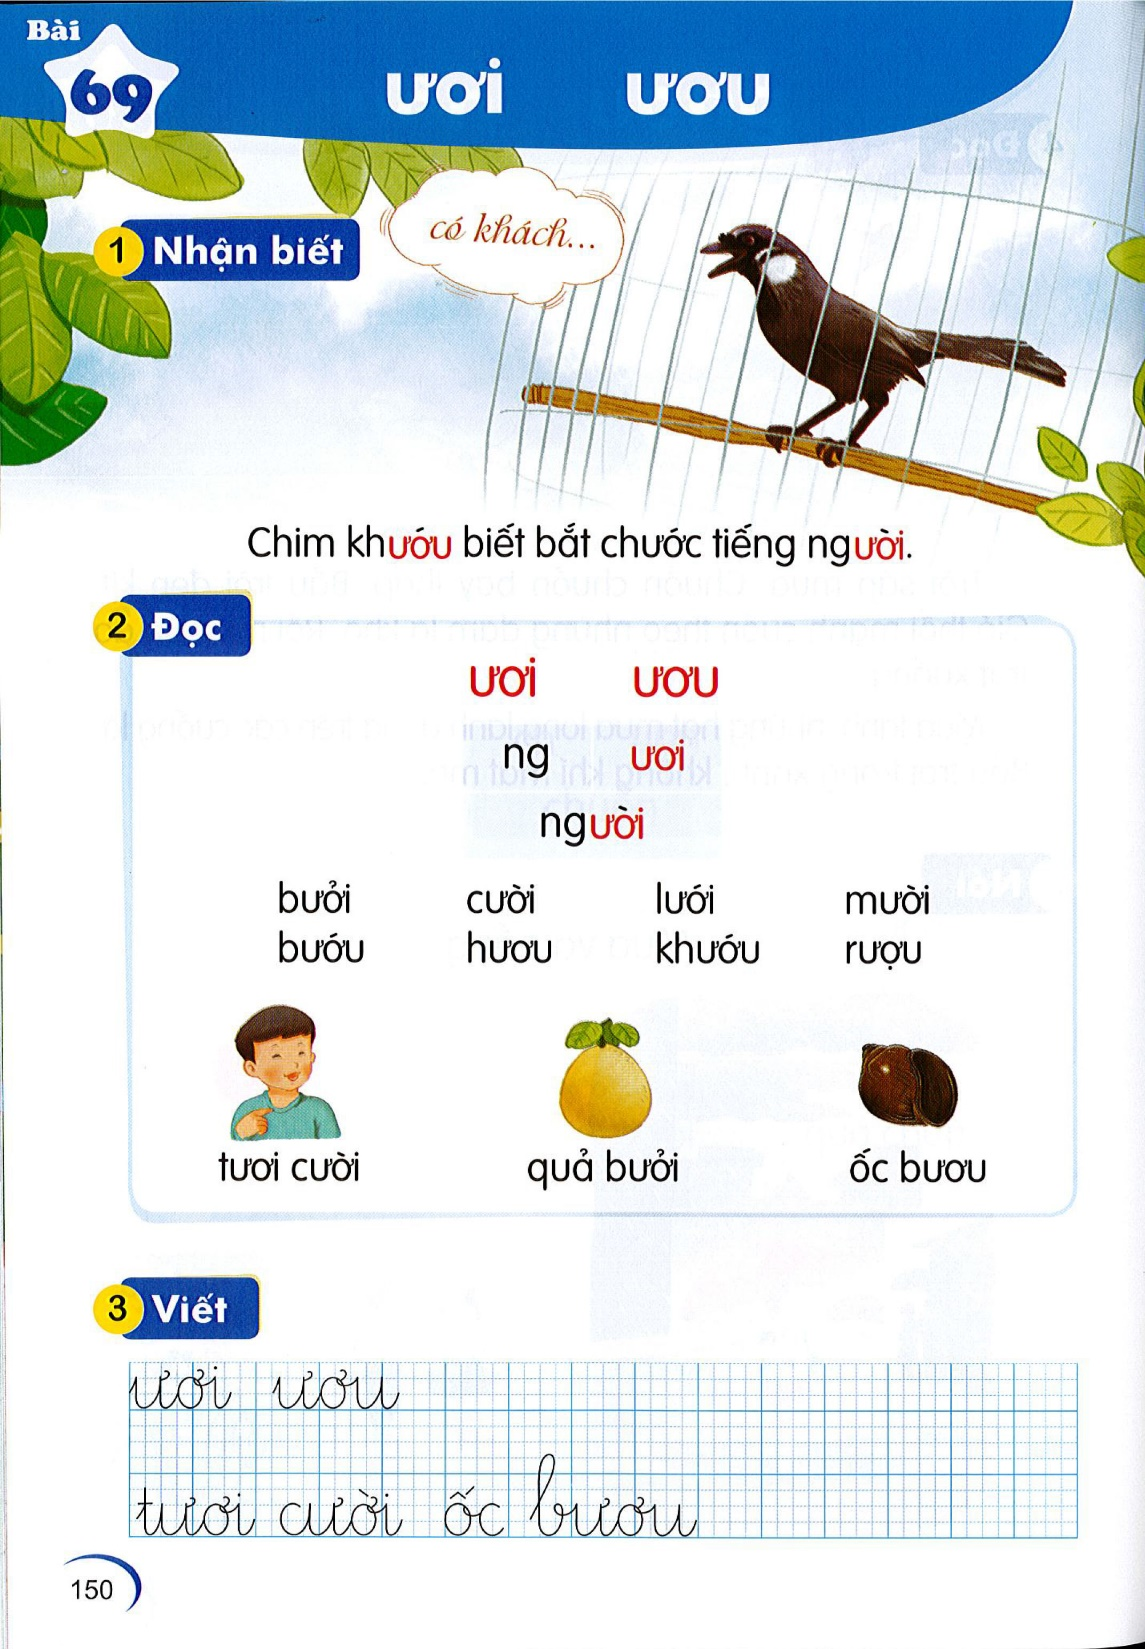 Bài
69
ươi ươu
có khách...
1 Nhận biết
Chim khướu biết bắt chước tiếng người.
2 Đọc
ươi ươu
ng ươi
người
bưởi cười lưới mười
bướu hươu khướu rượu
tươi cười quả bưởi ốc bươu
3 Viết
ươi ươu
tươi cười ốc bươu
150